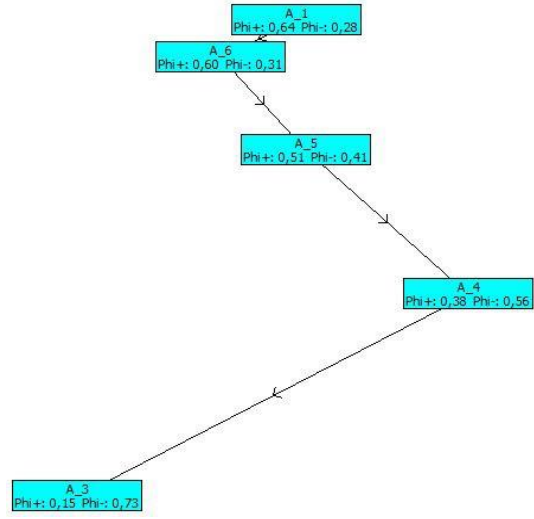 A_1
Phi+: 0,64 Phi-: 0,28
A_6
Phi+: 0,60 Phi-: 0,31
A_5
Phi+: 0,51 Phi-: 0,41
A_4
Phi+: 0,38 Phi-: 0,56
A_3
Phi+: 0,15 Phi-: 0,73